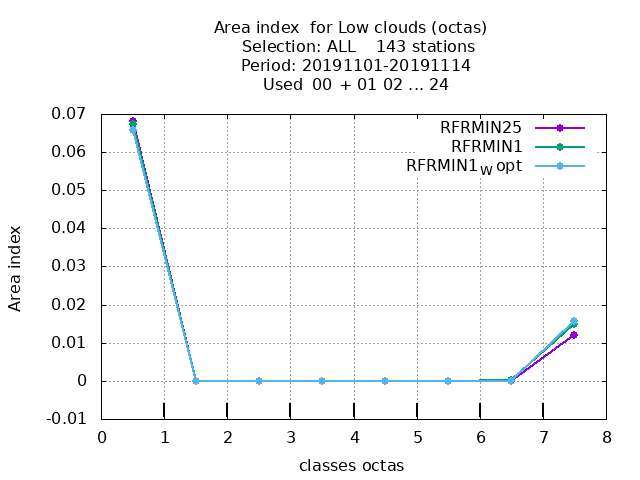 Area index  for Low clouds (octas)
Selection: ALL    143 stations
Period: 20191101-20191114
Used  00 + 01 02 ... 24
RFRMIN25
RFRMIN1
RFRMIN1W opt
0.07
0.06
0.05
0.04
0.03
0.02
0.01
0
-0.01
Area index
0 1 2 3 4 5 6 7 8
classes octas